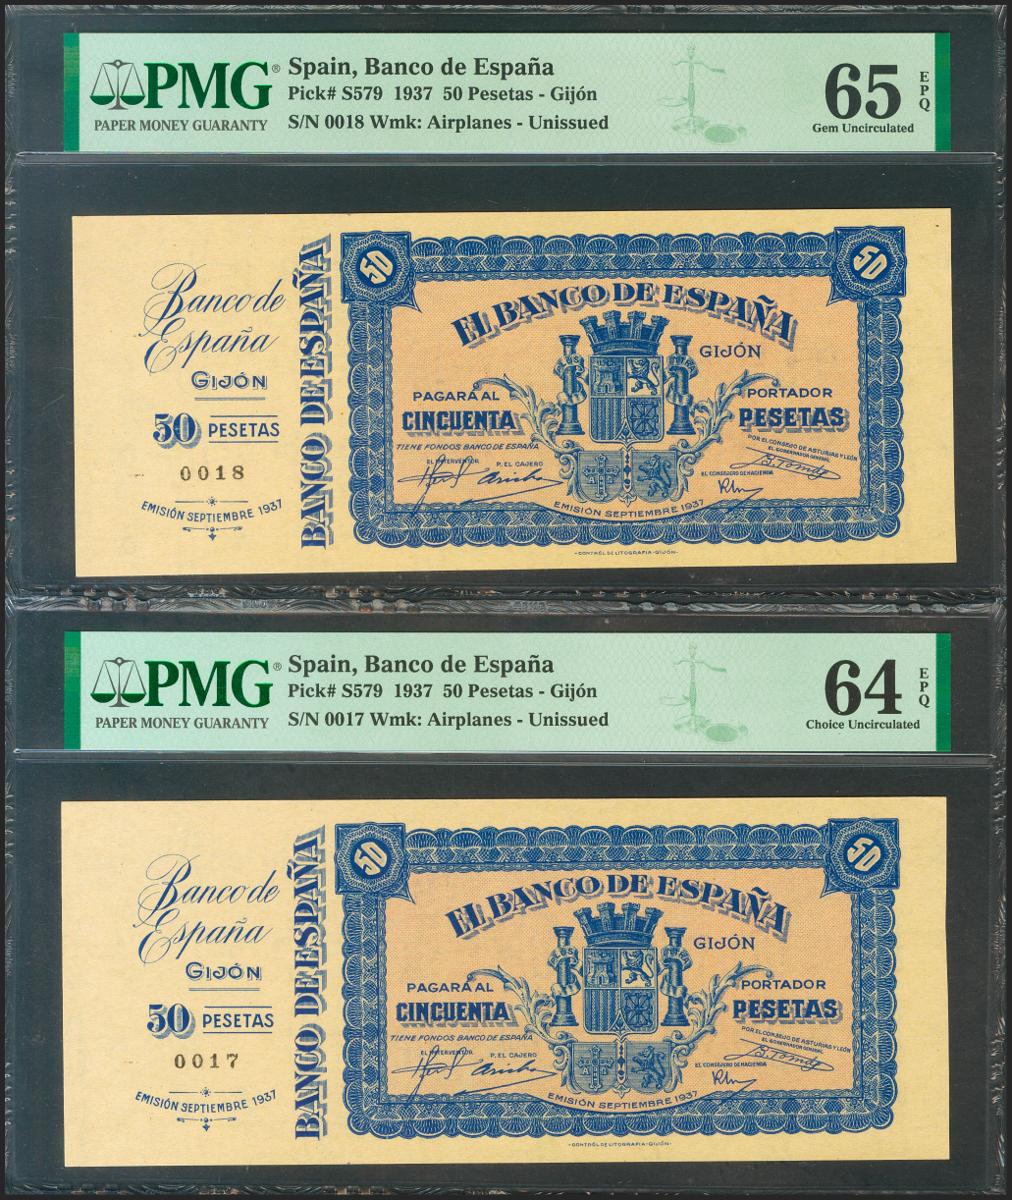 PMG®
PAPER MONEY GUARANTY
Spain, Banco de España
Pick# S579 1937 50 Pesetas - Gijón
S/N 0018 Wmk: Airplanes - Unissued
65
EPQ
Gem Uncirculated
Banco de
España
GIJÓN
50 PESETAS
0018
EMISIÓN SEPTIEMBRE 1937
BANCO DE ESPAÑA
50
50
EL BANCO DE ESPAÑA
GIJÓN
PAGARÁ AL
PORTADOR
CINCUENTA
PESETAS
TIENE FONDOS BANCO DE ESPAÑA
POR EL CONSEJO DE ASTURIAS Y LEÓN
EL GOBERNADOR GENERAL
EL INTERVENTOR
P. EL CAJERO
EL CONSEJERO DE HACIENDA
EMISIÓN SEPTIEMBRE 1937
-CONTRÓL DE LITOGRAFIA-GIJÓN-
PMG®
PAPER MONEY GUARANTY
Spain, Banco de España
Pick# S579 1937 50 Pesetas - Gijón
S/N 0017 Wmk: Airplanes - Unissued
64
EPQ
Choice Uncirculated
Banco de
España
GIJÓN
50 PESETAS
0017
EMISIÓN SEPTIEMBRE 1937
BANCO DE ESPAÑA
50
50
EL BANCO DE ESPAÑA
GIJÓN
PAGARÁ AL
PORTADOR
CINCUENTA
PESETAS
TIENE FONDOS BANCO DE ESPAÑA
POR EL CONSEJO DE ASTURIAS Y LEÓN
EL GOBERNADOR GENERAL
EL INTERVENTOR
P. EL CAJERO
EL CONSEJERO DE HACIENDA
EMISIÓN SEPTIEMBRE 1937
-CONTRÓL DE LITOGRAFIA-GIJÓN-